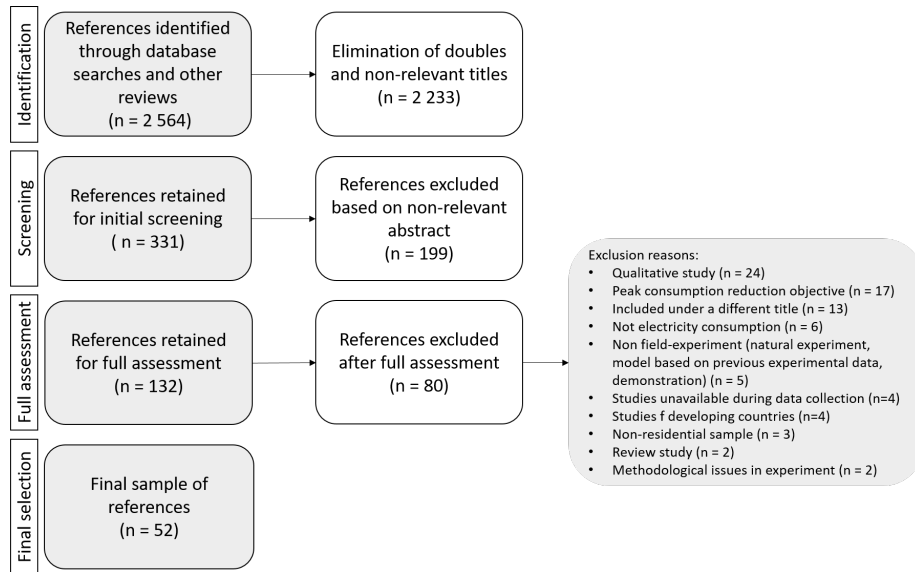 Identification
References identified
through database
searches and other
reviews
(n = 2 564)
Elimination of doubles
and non-relevant titles
(n = 2 233)
Screening
References retained
for initial screening
( n = 331)
References excluded
based on non-relevant
abstract
(n = 199)
Full assessment
References retained
for full assessment
(n = 132)
References excluded
after full assessment
(n = 80)
Exclusion reasons:
• Qualitative study (n = 24)
• Peak consumption reduction objective (n = 17)
• Included under a different title (n = 13)
• Not electricity consumption (n = 6)
• Non field-experiment (natural experiment,
model based on previous experimental data,
demonstration) (n = 5)
• Studies unavailable during data collection (n=4)
• Studies f developing countries (n=4)
• Non-residential sample (n = 3)
• Review study (n = 2)
• Methodological issues in experiment (n = 2)
Final selection
Final sample of
references
(n = 52)